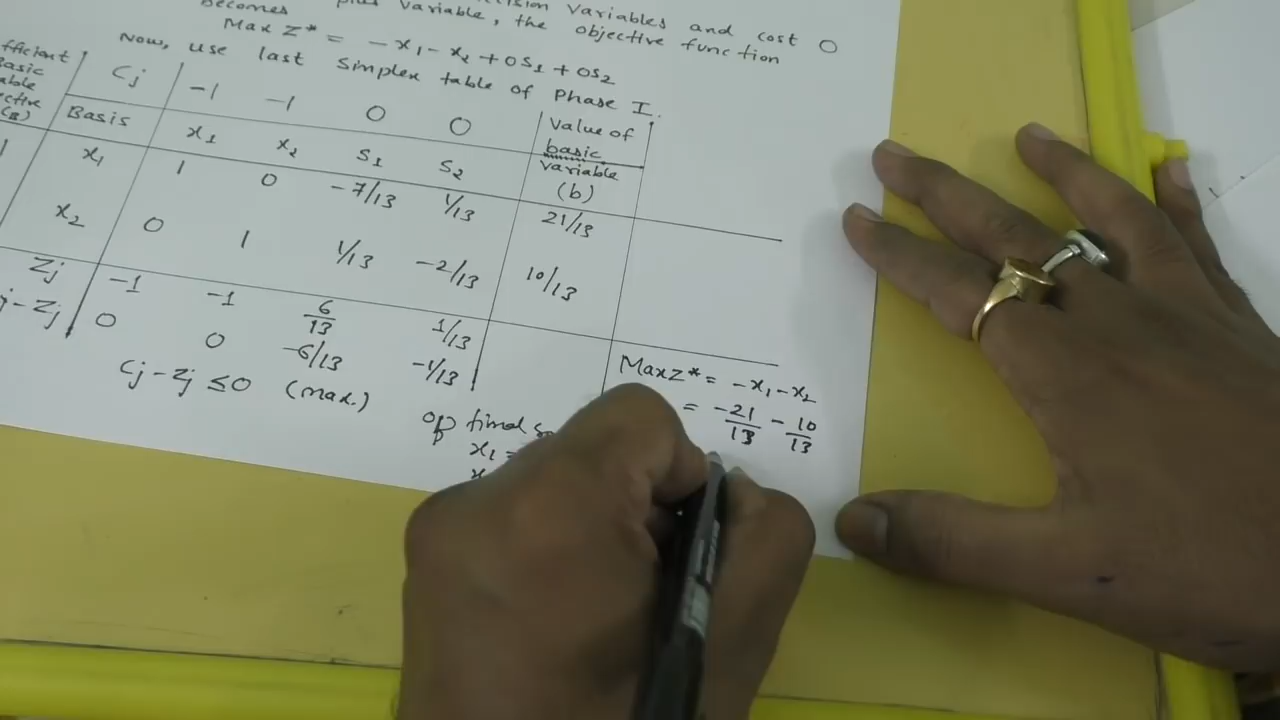 becomes plus variable, the objective function
variables and cost 0
Max Z* = -x₁ - x₂ + 0S₁ + 0S₂
Now, use last Simplex table of Phase I.
Cj -1 -1 0 0 Value of
Basis x₁ x₂ S₁ S₂ basic
variable
(b)
x₁ 1 0 -7/13 1/13 21/13
x₂ 0 1 1/13 -2/13 10/13
Zj -1 -1 6/13 1/13
j - Zj 0 0 -6/13 -1/13
Cj - Zj ≤ 0 (max.)
Max Z* = -x₁ - x₂
= -21/13 - 10/13
optimal
x₁ =